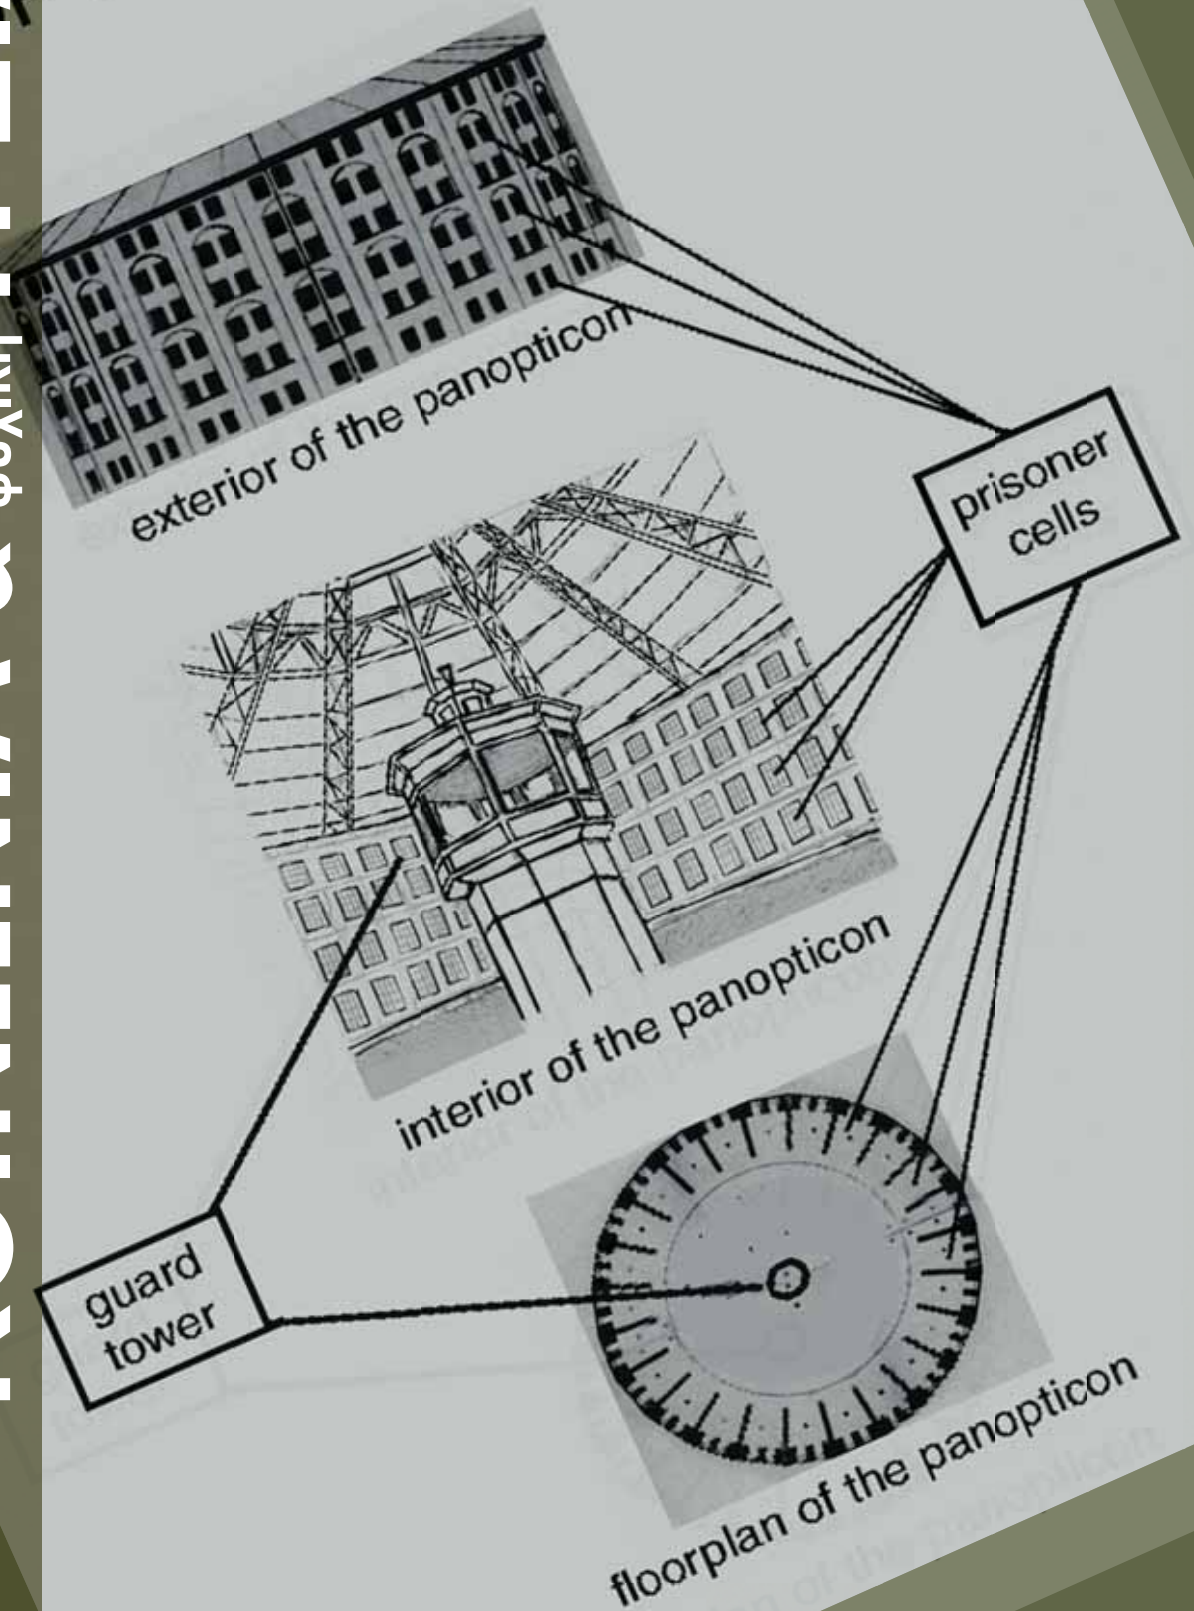 exterior of the panopticon
prisoner
cells
interior of the panopticon
guard
tower
floorplan of the panopticon